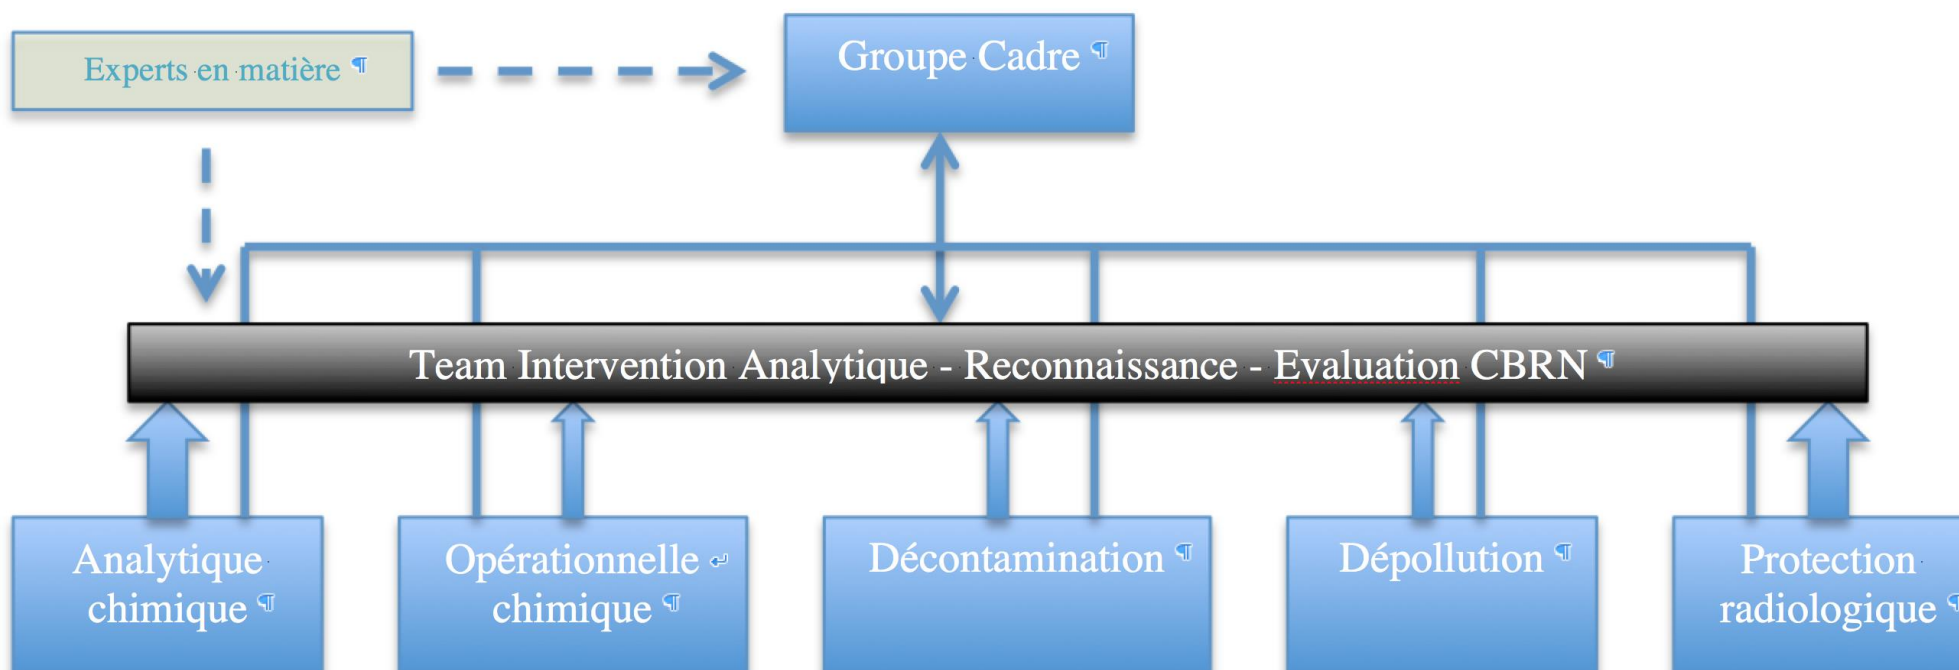 Experts en matière ¶
Groupe Cadre ¶
Team Intervention Analytique - Reconnaissance - Evaluation CBRN ¶
Analytique
chimique ¶
Opérationnelle ↵
chimique ¶
Décontamination ¶
Dépollution ¶
Protection
radiologique ¶